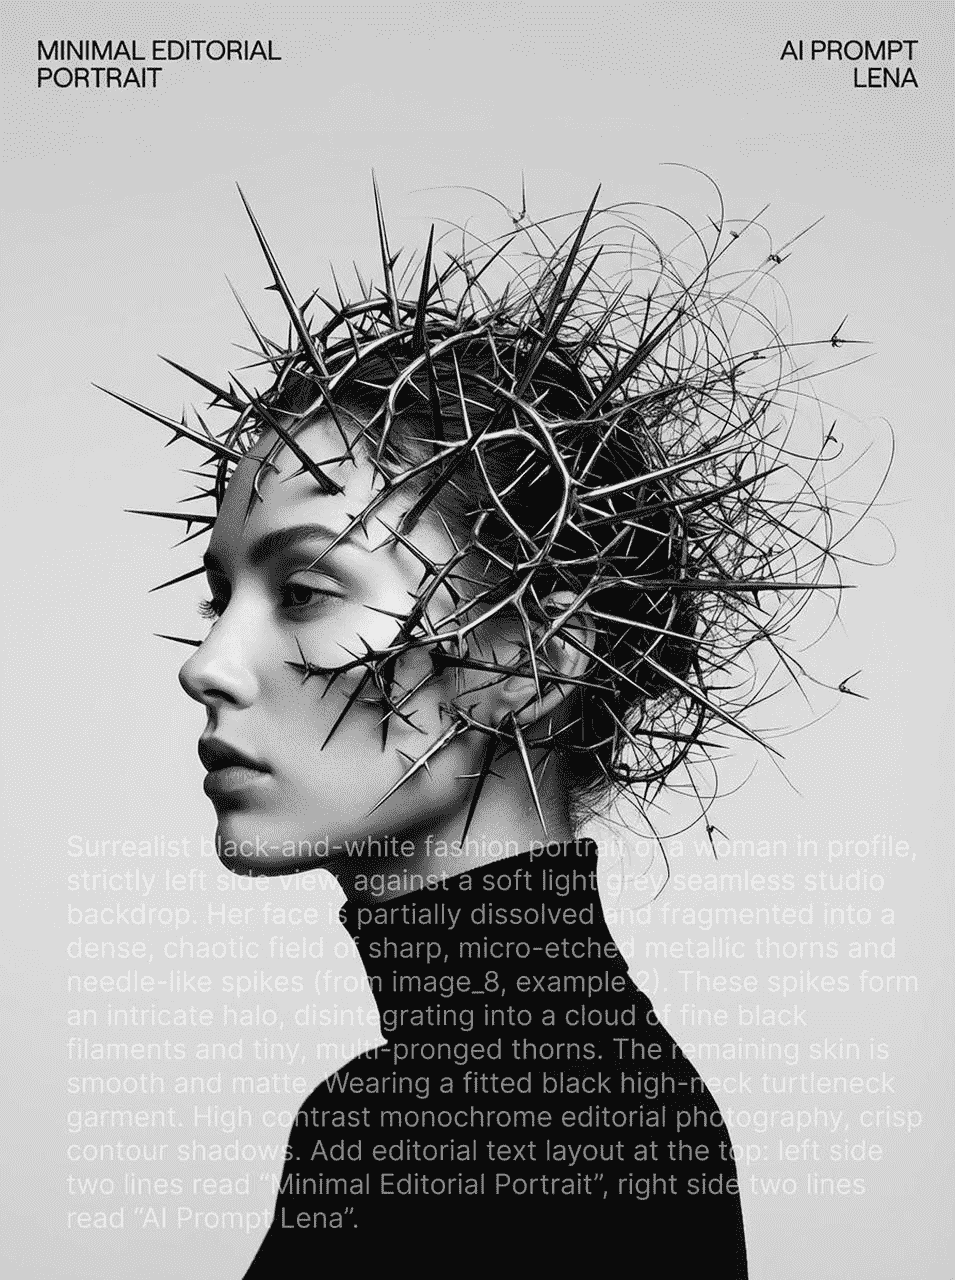 MINIMAL EDITORIAL
PORTRAIT
AI PROMPT
LENA
Surrealist black-and-white fashion portrait of a woman in profile,
strictly left side view, against a soft light grey seamless studio
backdrop. Her face is partially dissolved and fragmented into a
dense, chaotic field of sharp, micro-etched metallic thorns and
needle-like spikes (from image_8, example 2). These spikes form
an intricate halo, disintegrating into a cloud of fine black
filaments and tiny, multi-pronged thorns. The remaining skin is
smooth and matte. Wearing a fitted black high-neck turtleneck
garment. High contrast monochrome editorial photography, crisp
contour shadows. Add editorial text layout at the top: left side
two lines read “Minimal Editorial Portrait”, right side two lines
read “AI Prompt Lena”.